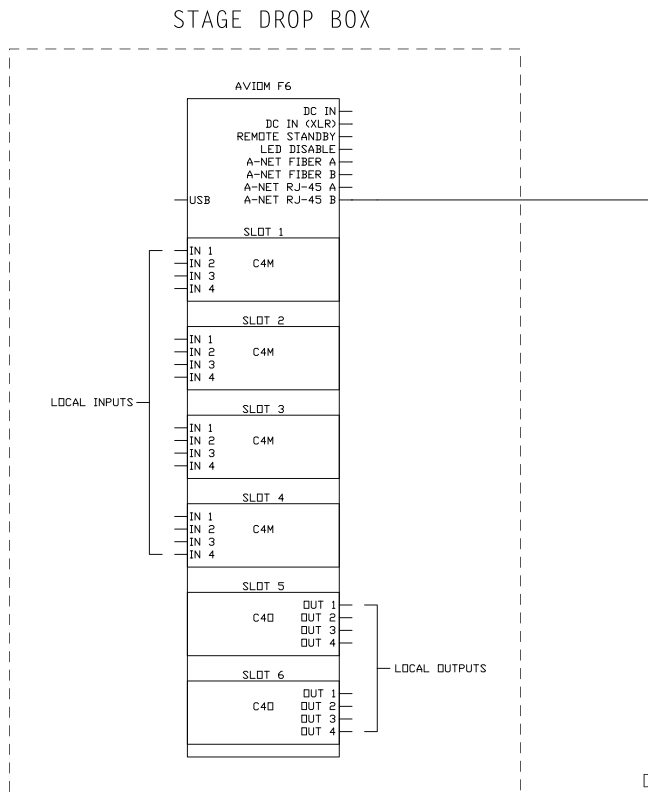 STAGE DROP BOX
AVIOM F6
DC IN
DC IN (XLR)
REMOTE STANDBY
LED DISABLE
A-NET FIBER A
A-NET FIBER B
A-NET RJ-45 A
USB A-NET RJ-45 B
SLOT 1
IN 1
IN 2 C4M
IN 3
IN 4
SLOT 2
IN 1
IN 2 C4M
IN 3
IN 4
LOCAL INPUTS
SLOT 3
IN 1
IN 2 C4M
IN 3
IN 4
SLOT 4
IN 1
IN 2 C4M
IN 3
IN 4
SLOT 5
OUT 1
C4O OUT 2
OUT 3
OUT 4
LOCAL OUTPUTS
SLOT 6
OUT 1
C4O OUT 2
OUT 3
OUT 4